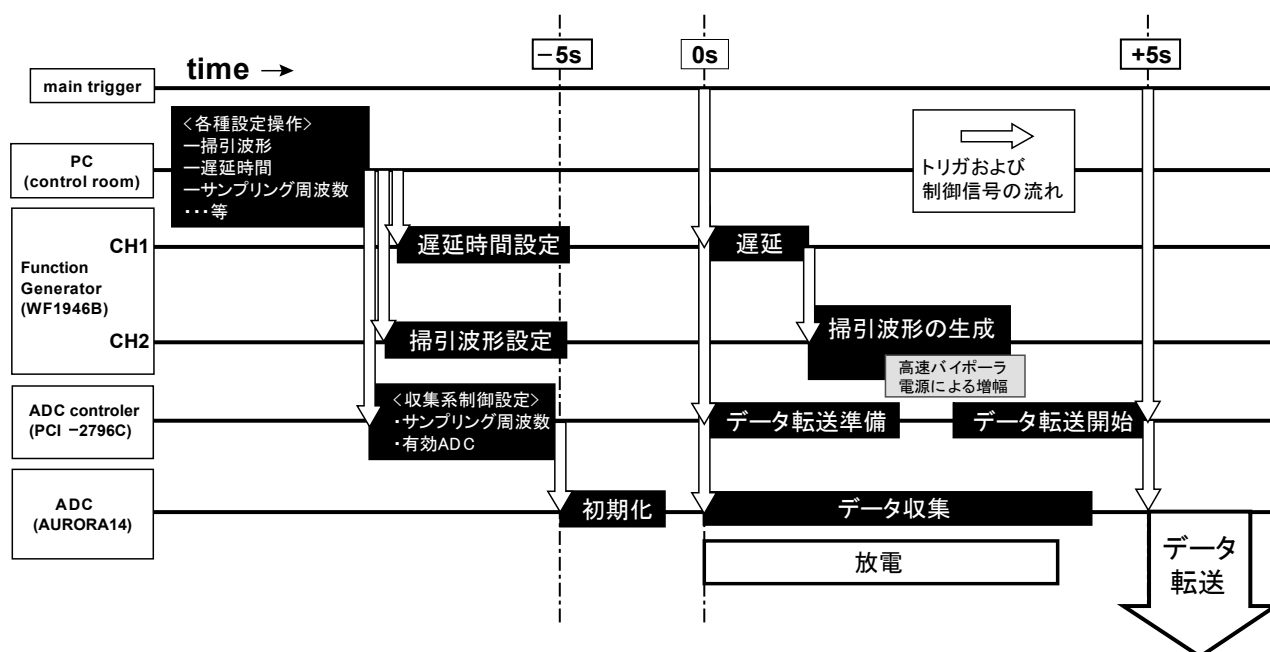 −5s
0s
+5s
time →
main trigger
<各種設定操作>
ー掃引波形
ー遅延時間
ーサンプリング周波数
・・・等
PC
(control room)
トリガおよび
制御信号の流れ
Function
Generator
(WF1946B)
CH1
遅延時間設定
遅延
CH2
掃引波形設定
掃引波形の生成
高速バイポーラ
電源による増幅
ADC controler
(PCI −2796C)
<収集系制御設定>
・サンプリング周波数
・有効ADC
データ転送準備
データ転送開始
ADC
(AURORA14)
初期化
データ収集
放電
データ
転送